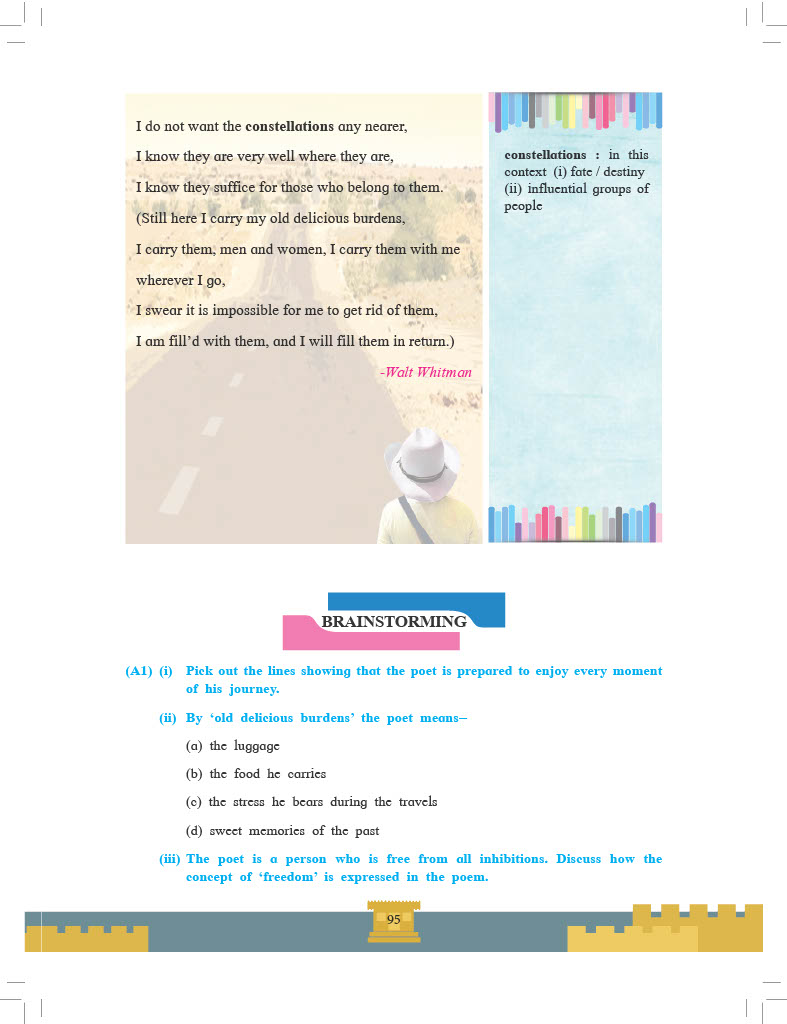 I do not want the constellations any nearer,
I know they are very well where they are,
I know they suffice for those who belong to them.
(Still here I carry my old delicious burdens,
I carry them, men and women, I carry them with me
wherever I go,
I swear it is impossible for me to get rid of them,
I am fill’d with them, and I will fill them in return.)
-Walt Whitman
constellations : in this
context (i) fate / destiny
(ii) influential groups of
people
BRAINSTORMING
(A1) (i) Pick out the lines showing that the poet is prepared to enjoy every moment
of his journey.
(ii) By ‘old delicious burdens’ the poet means--
(a) the luggage
(b) the food he carries
(c) the stress he bears during the travels
(d) sweet memories of the past
(iii) The poet is a person who is free from all inhibitions. Discuss how the
concept of ‘freedom’ is expressed in the poem.
95